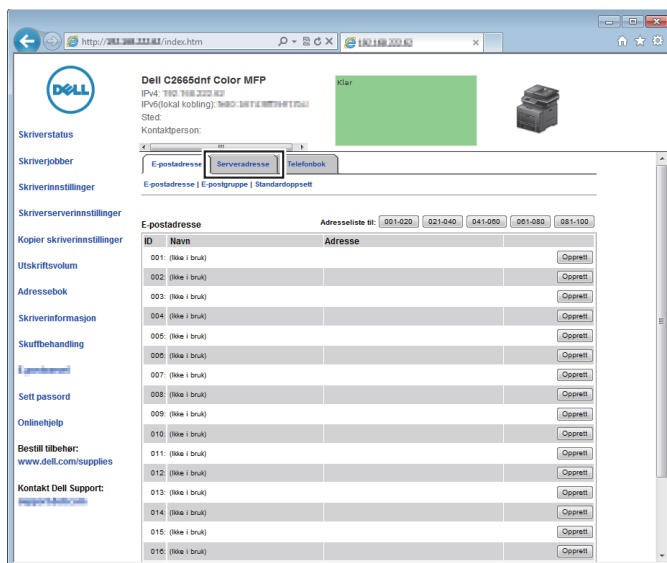 http:// /index.htm
DELL
Dell C2665dnf Color MFP
IPv4:
IPv6(lokal kobling):
Sted:
Kontaktperson:
Klar
Skriverstatus
Skriverjobber
Skriverinnstillinger
Skriverserverinnstillinger
Kopier skriverinnstillinger
Utskriftsvolum
Adressebok
Skriverinformasjon
Skuffbehandling
Sett passord
Onlinehjelp
Bestill tilbehør:
www.dell.com/supplies
Kontakt Dell Support:
E-postadresse Serveradresse Telefonbok
E-postadresse | E-postgruppe | Standardoppsett
E-postadresse Adresseliste til: 001-020 021-040 041-060 061-080 081-100
ID Navn Adresse
001: (Ikke i bruk) Opprett
002: (Ikke i bruk) Opprett
003: (Ikke i bruk) Opprett
004: (Ikke i bruk) Opprett
005: (Ikke i bruk) Opprett
006: (Ikke i bruk) Opprett
007: (Ikke i bruk) Opprett
008: (Ikke i bruk) Opprett
009: (Ikke i bruk) Opprett
010: (Ikke i bruk) Opprett
011: (Ikke i bruk) Opprett
012: (Ikke i bruk) Opprett
013: (Ikke i bruk) Opprett
014: (Ikke i bruk) Opprett
015: (Ikke i bruk) Opprett
016: (Ikke i bruk) Opprett